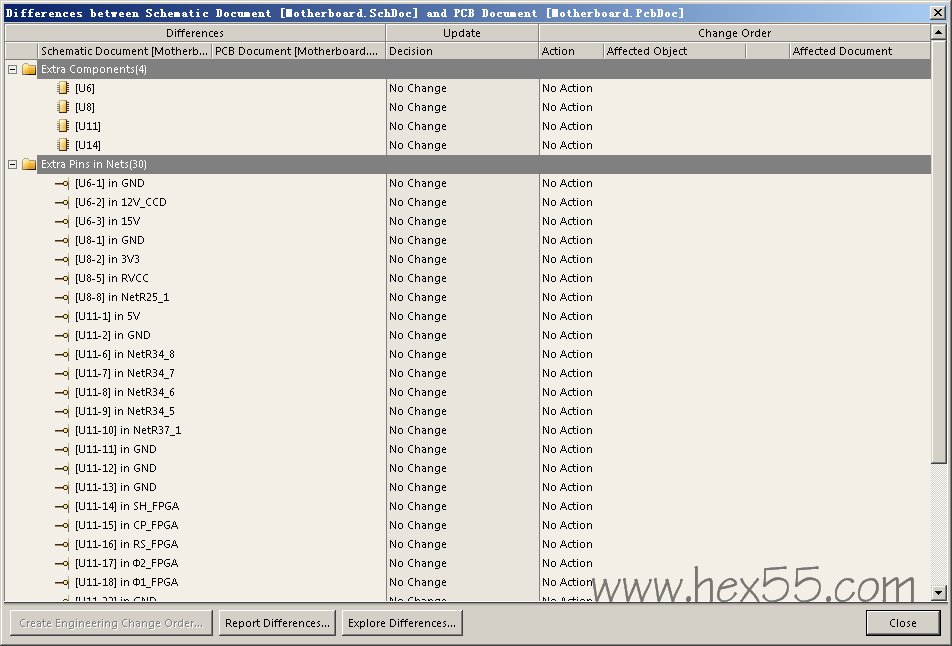 Differences between Schematic Document [Motherboard.SchDoc] and PCB Document [Motherboard.PcbDoc]
Differences Update Change Order
Schematic Document [Motherb... PCB Document [Motherboard.... Decision Action Affected Object Affected Document
Extra Components(4)
[U6] No Change No Action
[U8] No Change No Action
[U11] No Change No Action
[U14] No Change No Action
Extra Pins in Nets(30)
[U6-1] in GND No Change No Action
[U6-2] in 12V_CCD No Change No Action
[U6-3] in 15V No Change No Action
[U8-1] in GND No Change No Action
[U8-2] in 3V3 No Change No Action
[U8-5] in RVCC No Change No Action
[U8-8] in NetR25_1 No Change No Action
[U11-1] in 5V No Change No Action
[U11-2] in GND No Change No Action
[U11-6] in NetR34_8 No Change No Action
[U11-7] in NetR34_7 No Change No Action
[U11-8] in NetR34_6 No Change No Action
[U11-9] in NetR34_5 No Change No Action
[U11-10] in NetR37_1 No Change No Action
[U11-11] in GND No Change No Action
[U11-12] in GND No Change No Action
[U11-13] in GND No Change No Action
[U11-14] in SH_FPGA No Change No Action
[U11-15] in CP_FPGA No Change No Action
[U11-16] in RS_FPGA No Change No Action
[U11-17] in Φ2_FPGA No Change No Action
[U11-18] in Φ1_FPGA No Change No Action
in GND No Change No Action
www.hex55.com
Create Engineering Change Order... Report Differences... Explore Differences... Close